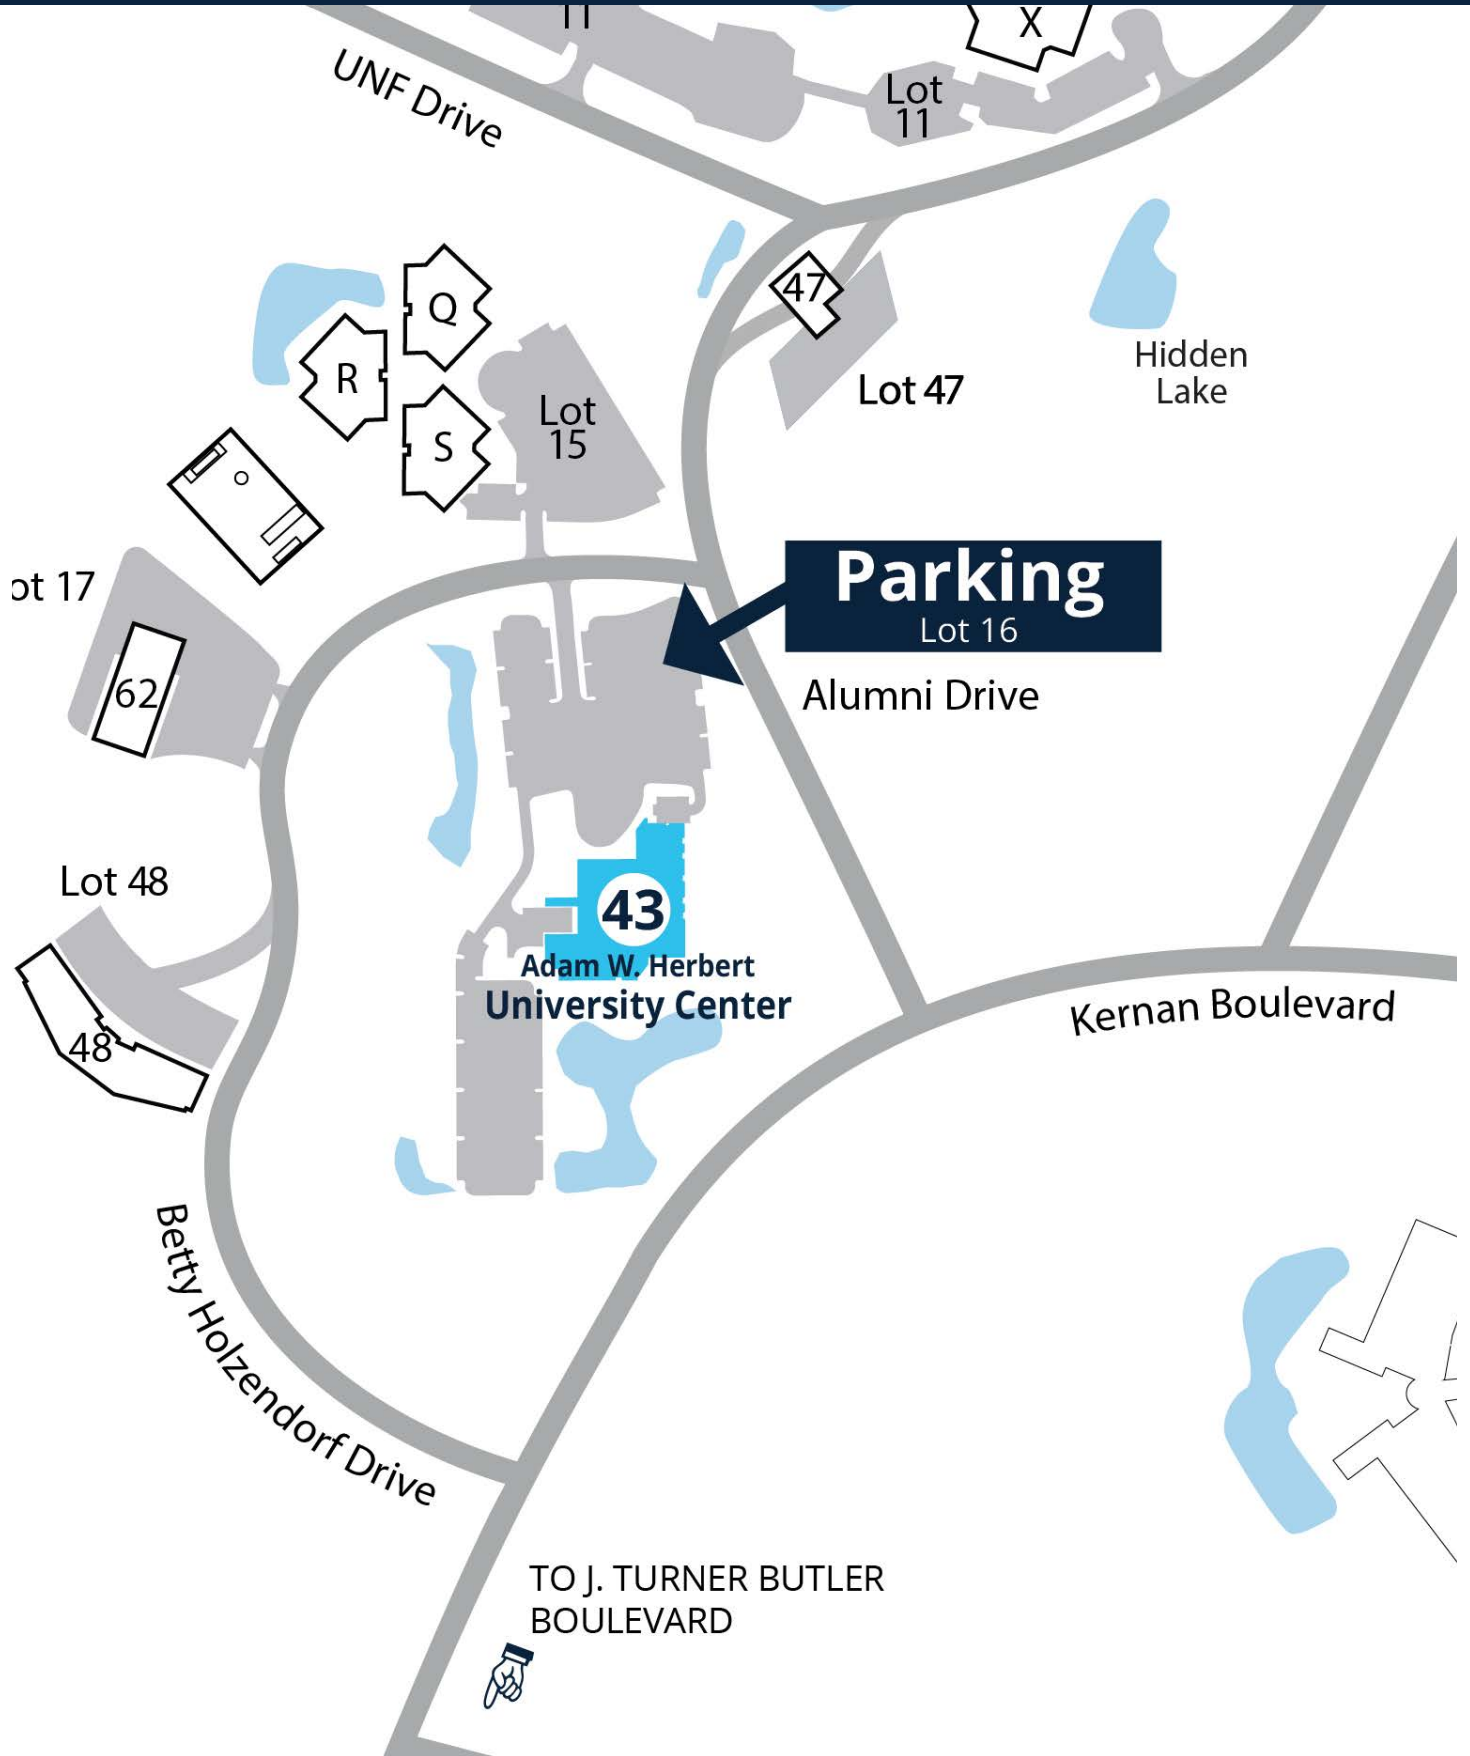 11
X
UNF Drive
Lot
11
47
Q
Hidden
Lake
R
Lot 47
Lot
15
S
Parking
Lot 16
ot 17
62
Alumni Drive
Lot 48
43
Adam W. Herbert
University Center
Kernan Boulevard
48
Betty Holzendorf Drive
TO J. TURNER BUTLER
BOULEVARD